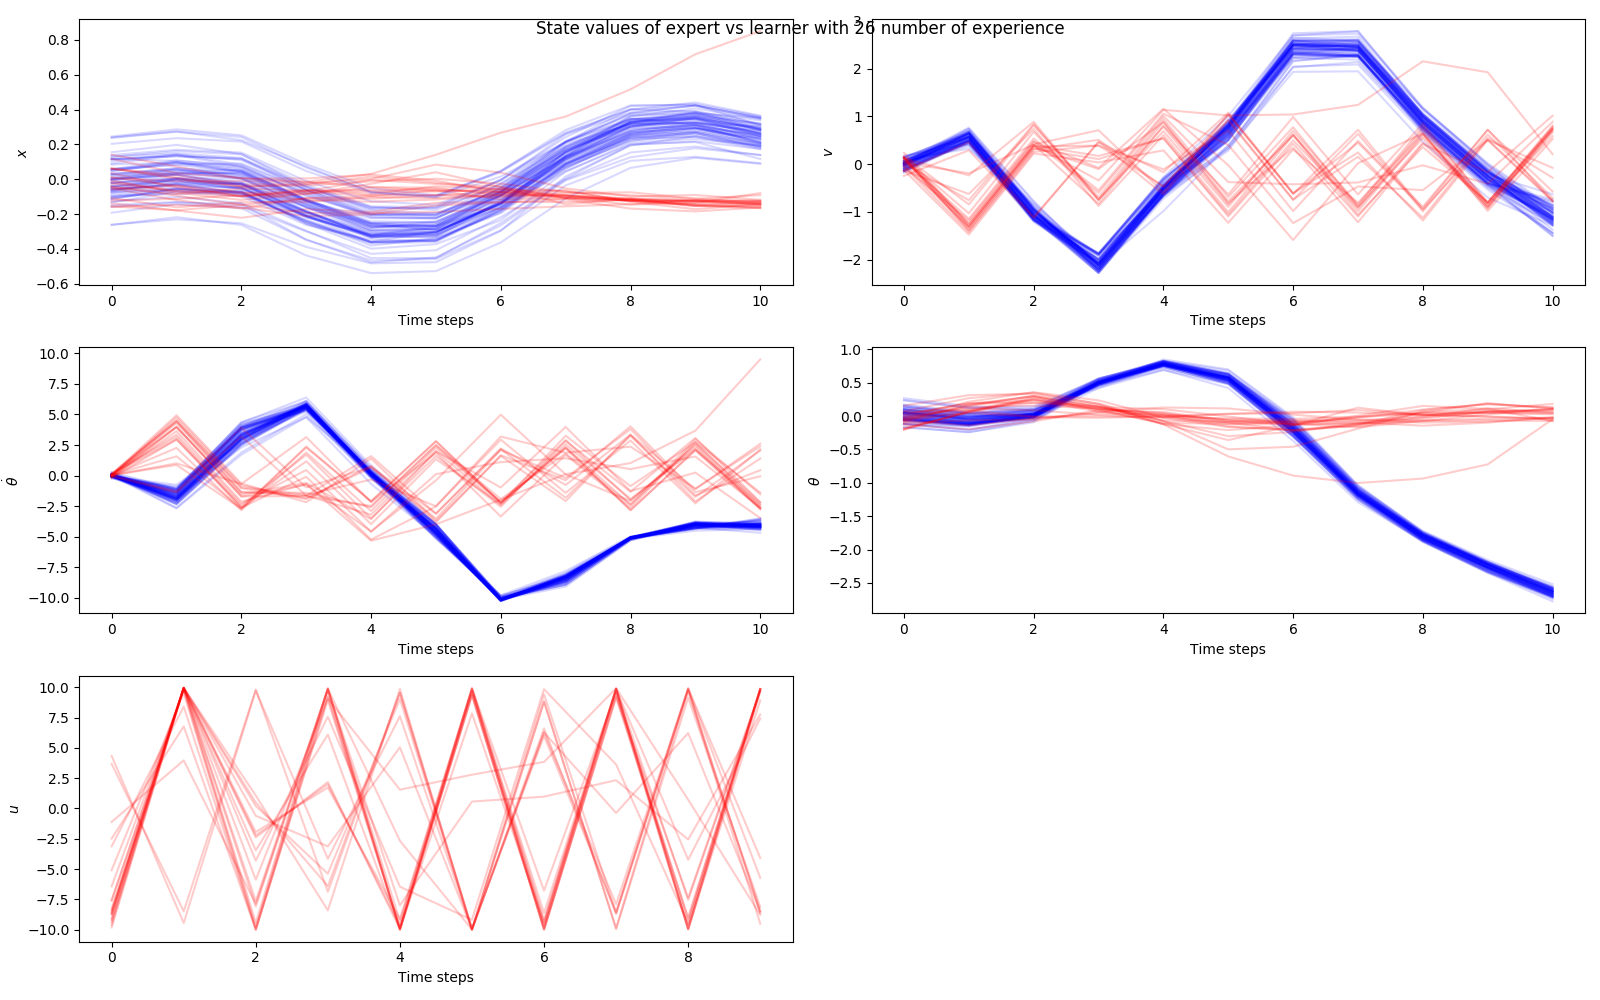 State values of expert vs learner with 26 number of experience
0.8
0.6
0.4
0.2
0.0
−0.2
−0.4
−0.6
x
0 2 4 6 8 10
Time steps
3
2
1
0
−1
−2
v
0 2 4 6 8 10
Time steps
10.0
7.5
5.0
2.5
0.0
−2.5
−5.0
−7.5
−10.0
θ̇
0 2 4 6 8 10
Time steps
1.0
0.5
0.0
−0.5
−1.0
−1.5
−2.0
−2.5
θ
0 2 4 6 8 10
Time steps
10.0
7.5
5.0
2.5
0.0
−2.5
−5.0
−7.5
−10.0
u
0 2 4 6 8
Time steps